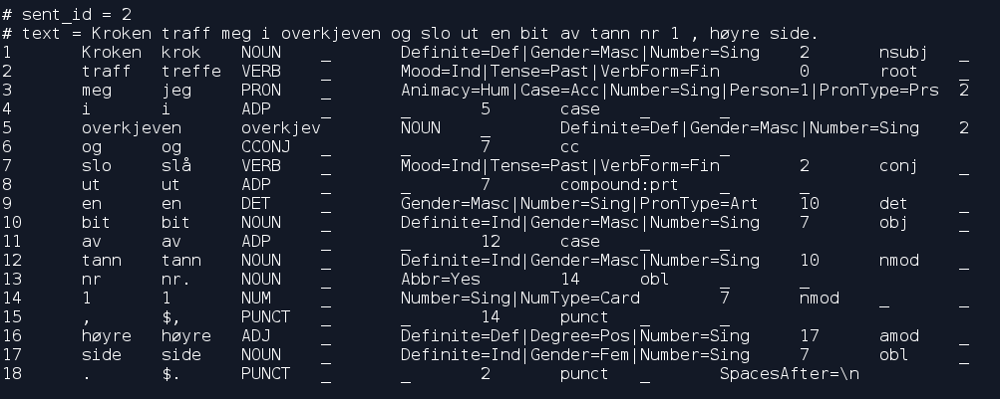 # sent_id = 2
# text = Kroken traff meg i overkjeven og slo ut en bit av tann nr 1 , høyre side.
1 Kroken krok NOUN _ Definite=Def|Gender=Masc|Number=Sing 2 nsubj _
2 traff treffe VERB _ Mood=Ind|Tense=Past|VerbForm=Fin 0 root _
3 meg jeg PRON _ Animacy=Hum|Case=Acc|Number=Sing|Person=1|PronType=Prs 2
4 i i ADP _ _ 5 case _ _
5 overkjeven overkjev NOUN _ Definite=Def|Gender=Masc|Number=Sing 2
6 og og CCONJ _ _ 7 cc _ _
7 slo slå VERB _ Mood=Ind|Tense=Past|VerbForm=Fin 2 conj _
8 ut ut ADP _ _ 7 compound:prt _ _
9 en en DET _ Gender=Masc|Number=Sing|PronType=Art 10 det _
10 bit bit NOUN _ Definite=Ind|Gender=Masc|Number=Sing 7 obj _
11 av av ADP _ _ 12 case _ _
12 tann tann NOUN _ Definite=Ind|Gender=Masc|Number=Sing 10 nmod _
13 nr nr. NOUN _ Abbr=Yes 14 obl _ _
14 1 1 NUM _ Number=Sing|NumType=Card 7 nmod _ _
15 , $, PUNCT _ _ 14 punct _ _
16 høyre høyre ADJ _ Definite=Def|Degree=Pos|Number=Sing 17 amod _
17 side side NOUN _ Definite=Ind|Gender=Fem|Number=Sing 7 obl _
18 . $. PUNCT _ _ 2 punct _ SpacesAfter=\n